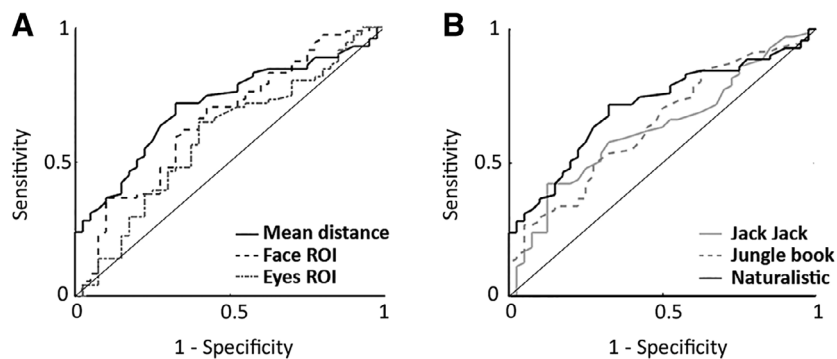 A
1
Sensitivity
0.5
0
Mean distance
Face ROI
Eyes ROI
0
0.5
1
1 - Specificity
B
1
Sensitivity
0.5
0
Jack Jack
Jungle book
Naturalistic
0
0.5
1
1 - Specificity